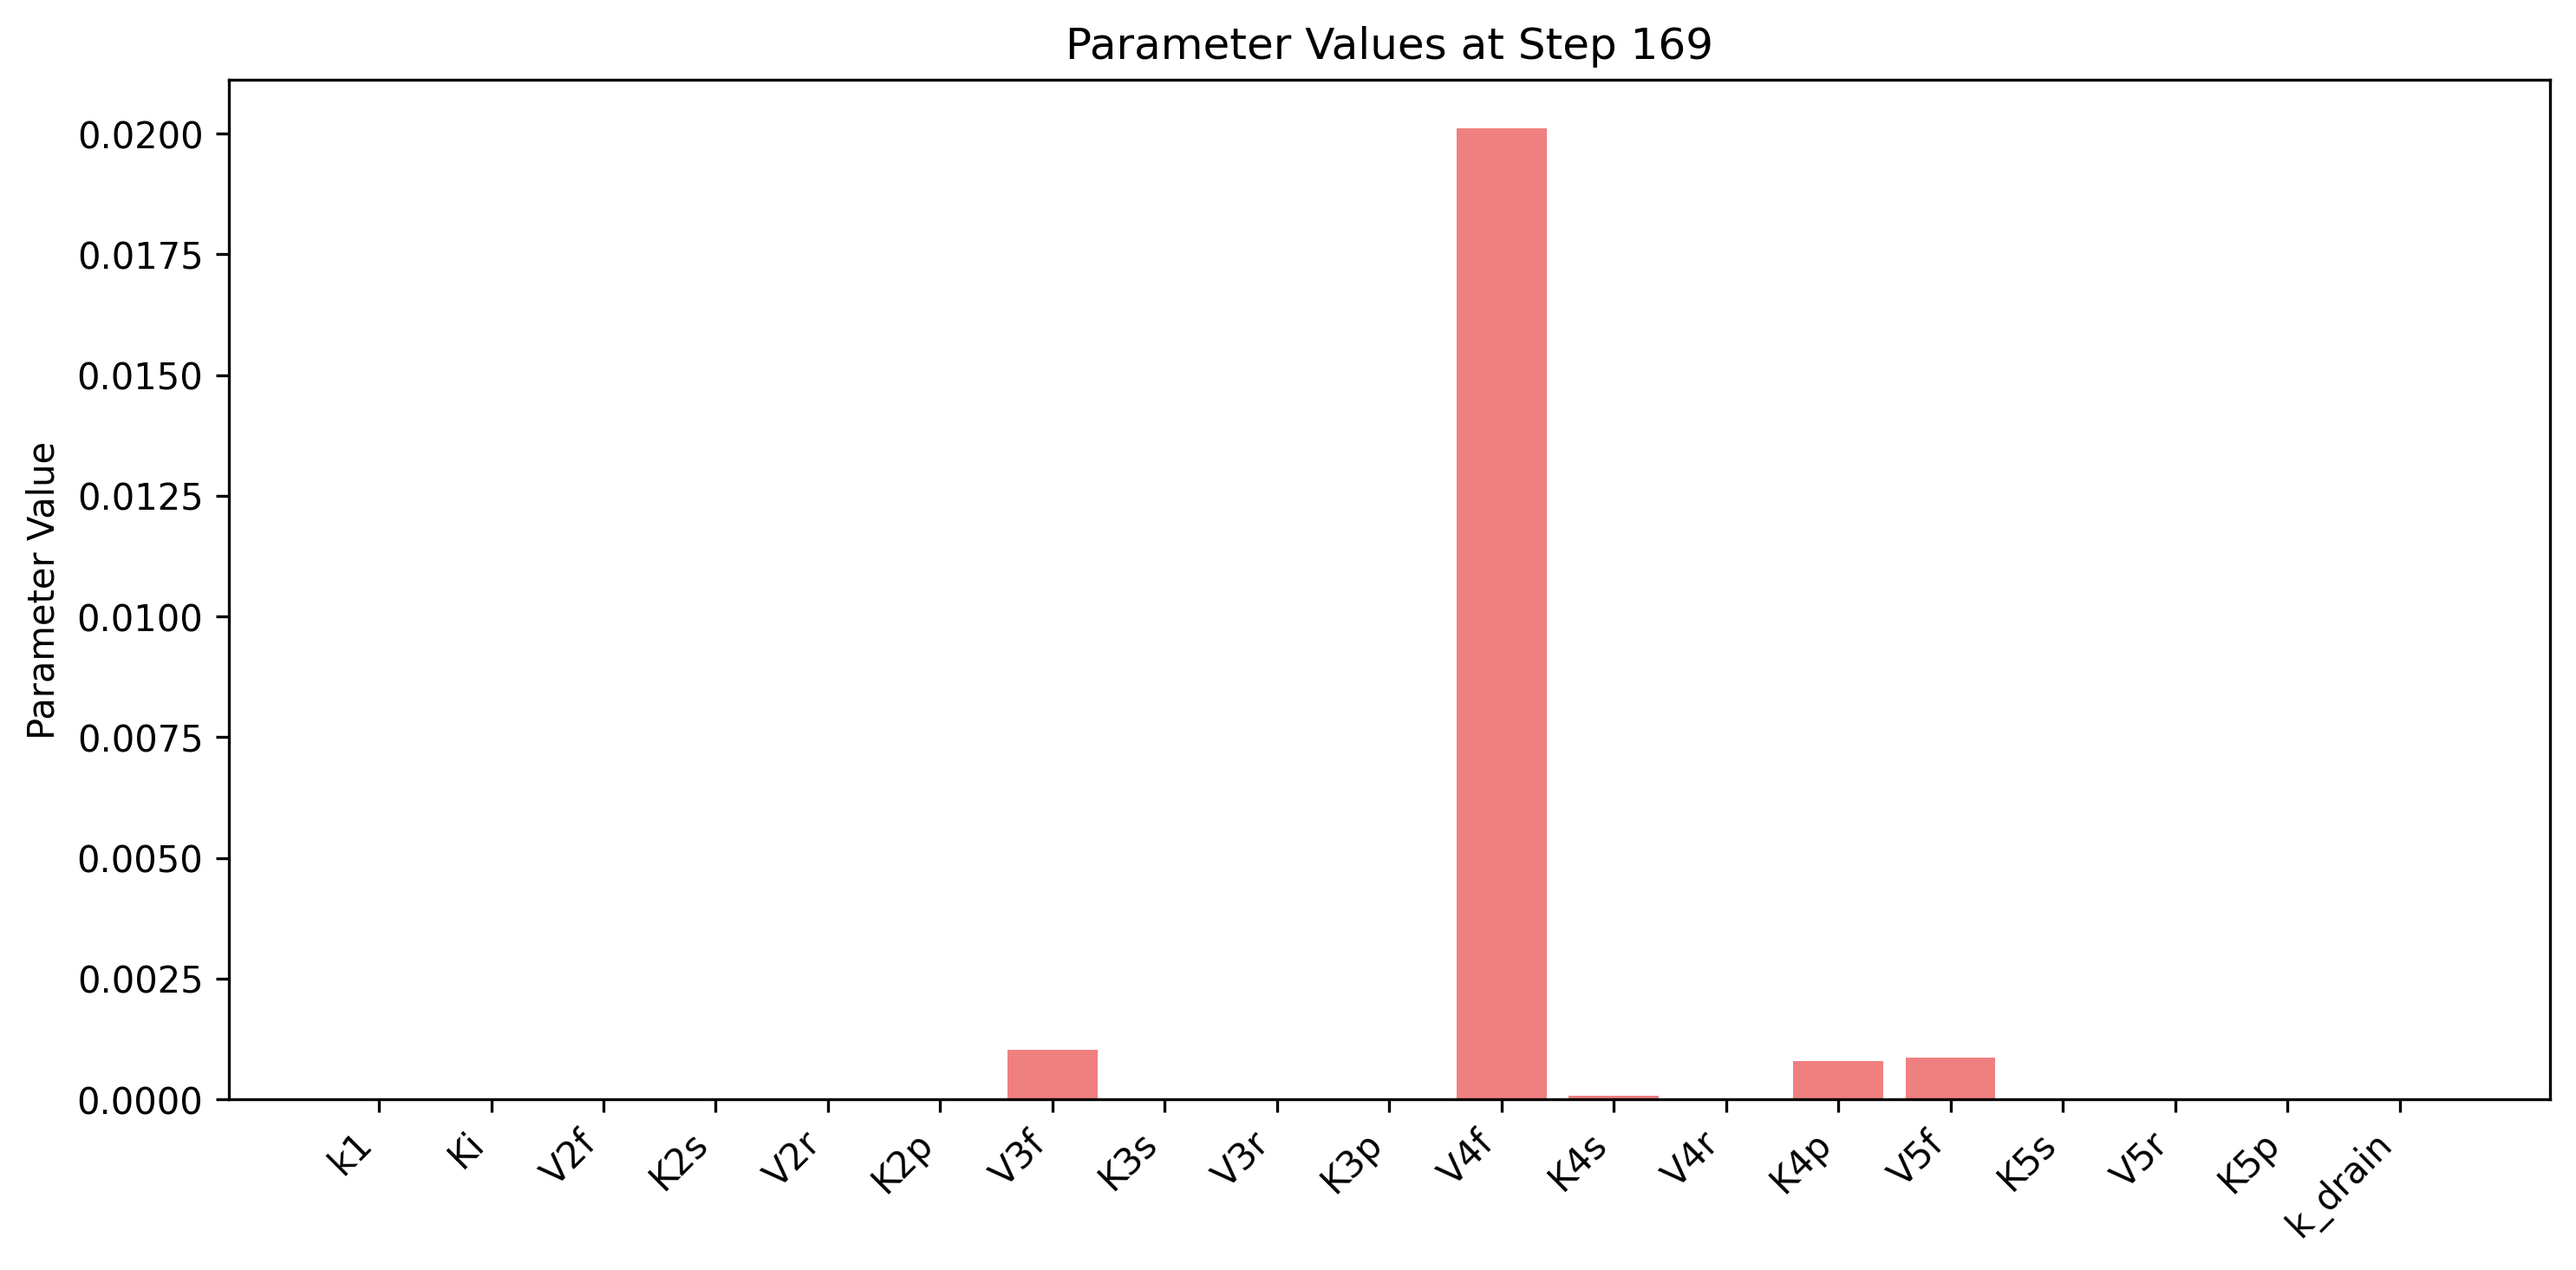 Parameter Values at Step 169
Parameter Value
0.0200
0.0175
0.0150
0.0125
0.0100
0.0075
0.0050
0.0025
0.0000
k1
Ki
V2f
K2s
V2r
K2p
V3f
K3s
V3r
K3p
V4f
K4s
V4r
K4p
V5f
K5s
V5r
K5p
k_drain